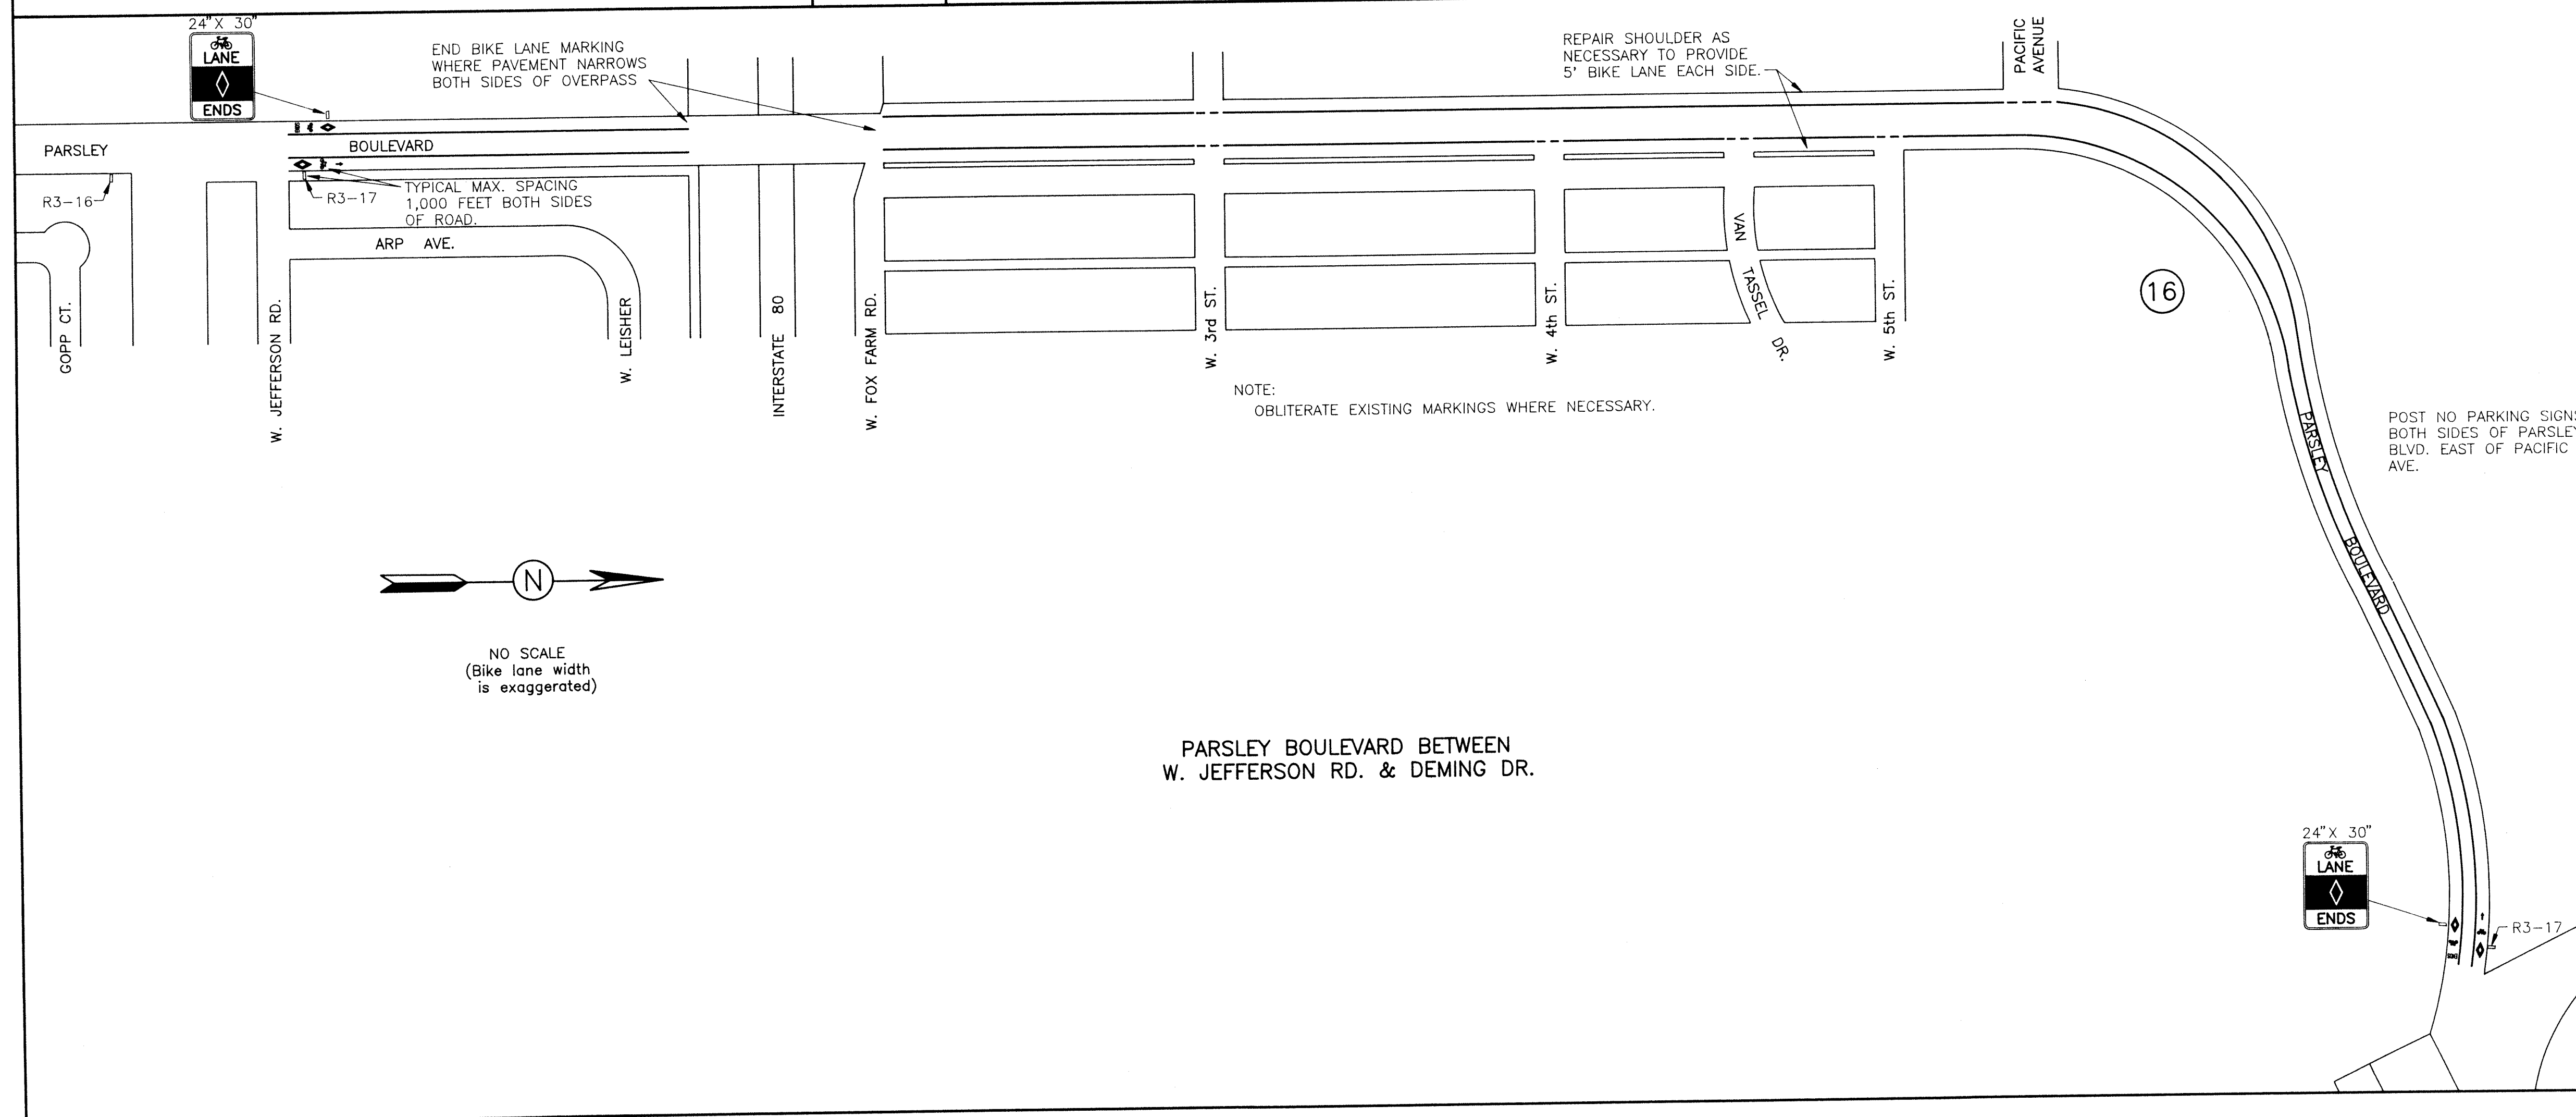 24"X 30"
LANE
ENDS
END BIKE LANE MARKING
WHERE PAVEMENT NARROWS
BOTH SIDES OF OVERPASS
REPAIR SHOULDER AS
NECESSARY TO PROVIDE
5' BIKE LANE EACH SIDE.
PACIFIC
AVENUE
PARSLEY
BOULEVARD
R3-16
R3-17
TYPICAL MAX. SPACING
1,000 FEET BOTH SIDES
OF ROAD.
ARP AVE.
GOPP CT.
W. JEFFERSON RD.
W. LEISHER
INTERSTATE 80
W. FOX FARM RD.
W. 3rd ST.
W. 4th ST.
VAN TASSEL DR.
W. 5th ST.
16
NOTE:
OBLITERATE EXISTING MARKINGS WHERE NECESSARY.
PARSLEY BOULEVARD
POST NO PARKING SIGNS
BOTH SIDES OF PARSLEY
BLVD. EAST OF PACIFIC
AVE.
N
NO SCALE
(Bike lane width
is exaggerated)
PARSLEY BOULEVARD BETWEEN
W. JEFFERSON RD. & DEMING DR.
24"X 30"
LANE
ENDS
R3-17